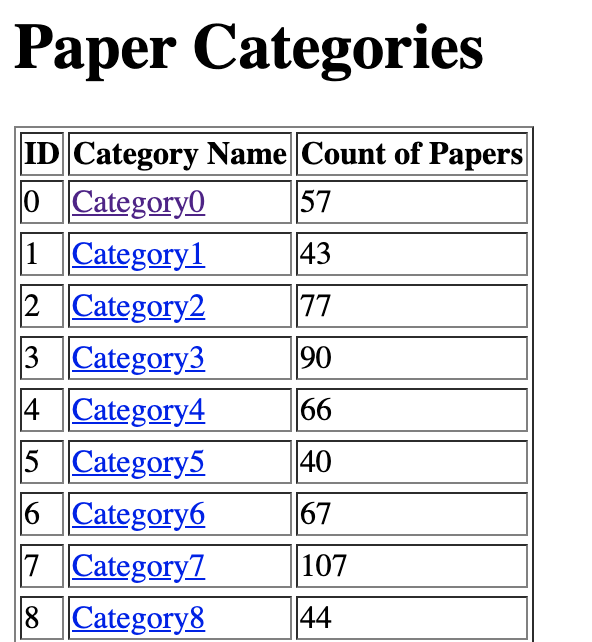 Paper Categories
ID Category Name Count of Papers
0 Category0 57
1 Category1 43
2 Category2 77
3 Category3 90
4 Category4 66
5 Category5 40
6 Category6 67
7 Category7 107
8 Category8 44